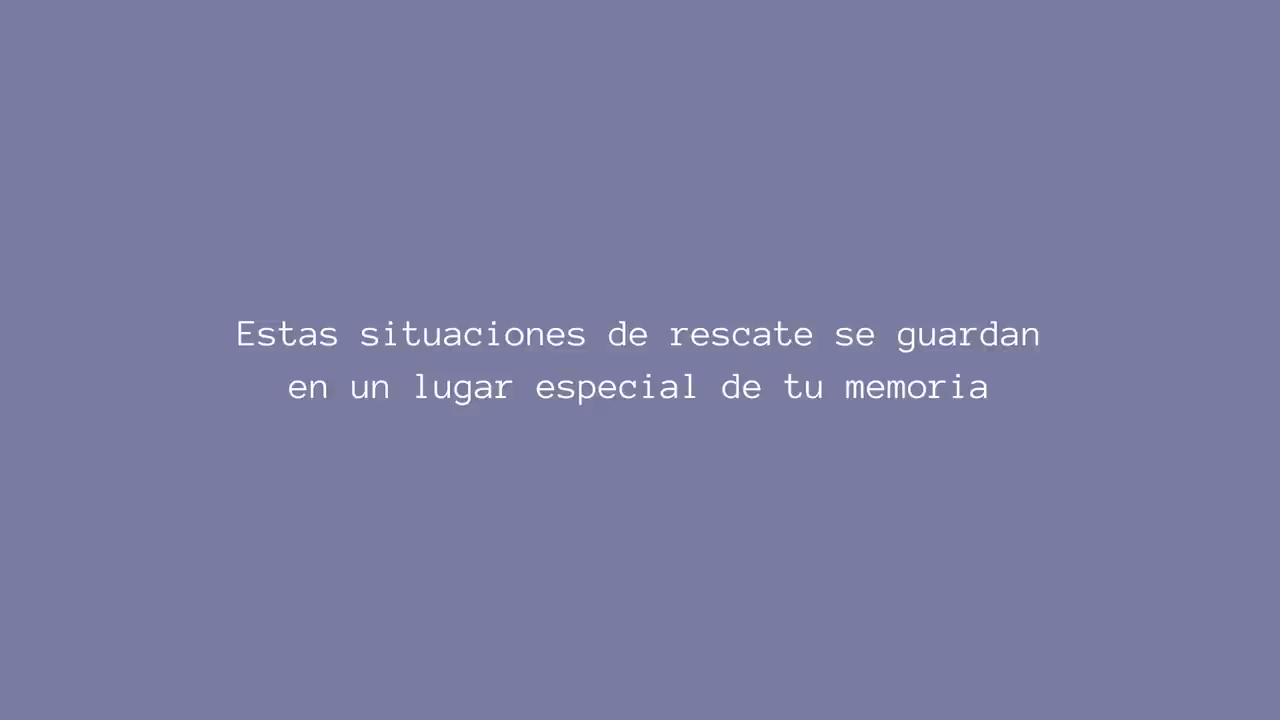 Estas situaciones de rescate se guardan
en un lugar especial de tu memoria